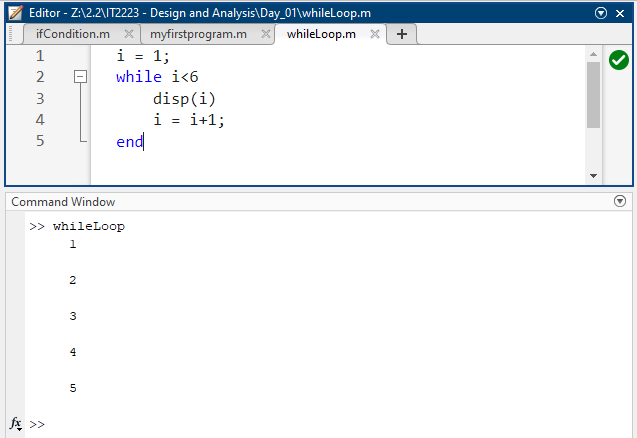 Editor - Z:\2.2\IT2223 - Design and Analysis\Day_01\whileLoop.m
ifCondition.m myfirstprogram.m whileLoop.m +
1 i = 1;
2 while i<6
3 disp(i)
4 i = i+1;
5 end
Command Window
>> whileLoop
1
2
3
4
5
fx >>